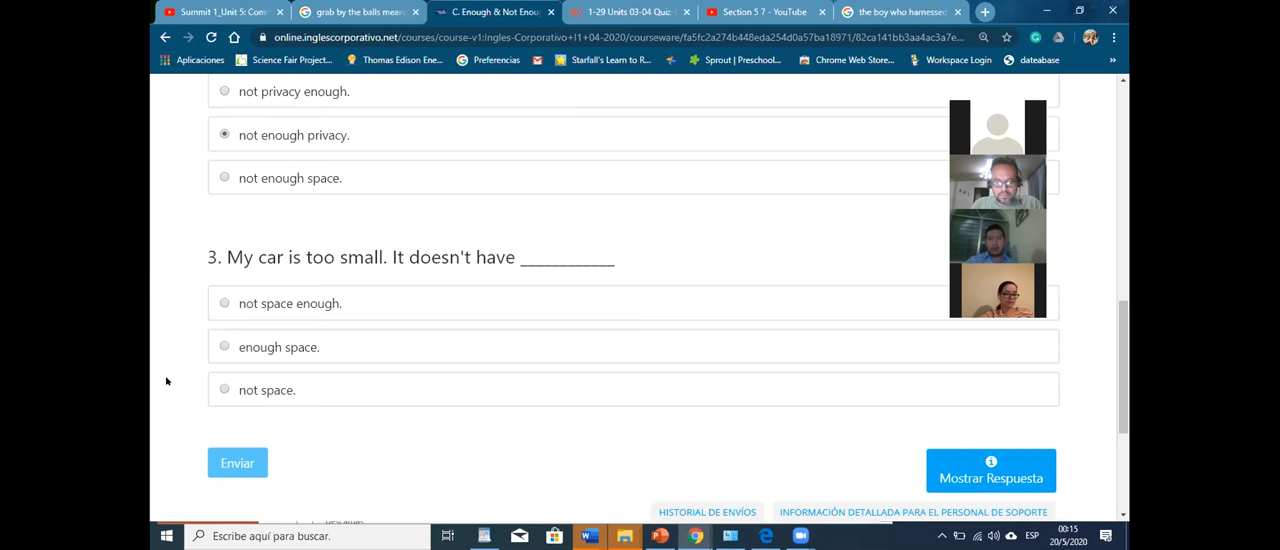 Summit 1_Unit 5: Com
grab by the balls mean
C. Enough & Not Enou
1-29 Units 03-04 Quiz-
Section 5 7 - YouTube
the boy who harnessed
online.inglescorporativo.net/courses/course-v1:Ingles-Corporativo+I1+04-2020/courseware/fa5fc2a274b448eda254d0a57ba18971/82ca141bb3aa4ac3a7e...
Aplicaciones
Science Fair Project...
Thomas Edison Ene...
Preferencias
Starfall's Learn to R...
Sprout | Preschool...
Chrome Web Store...
Workspace Login
dateabase
»
not privacy enough.
not enough privacy.
not enough space.
3. My car is too small. It doesn't have ____________
not space enough.
enough space.
not space.
Enviar
Mostrar Respuesta
HISTORIAL DE ENVÍOS
INFORMACIÓN DETALLADA PARA EL PERSONAL DE SOPORTE
Escribe aquí para buscar.
ESP
00:15
20/5/2020